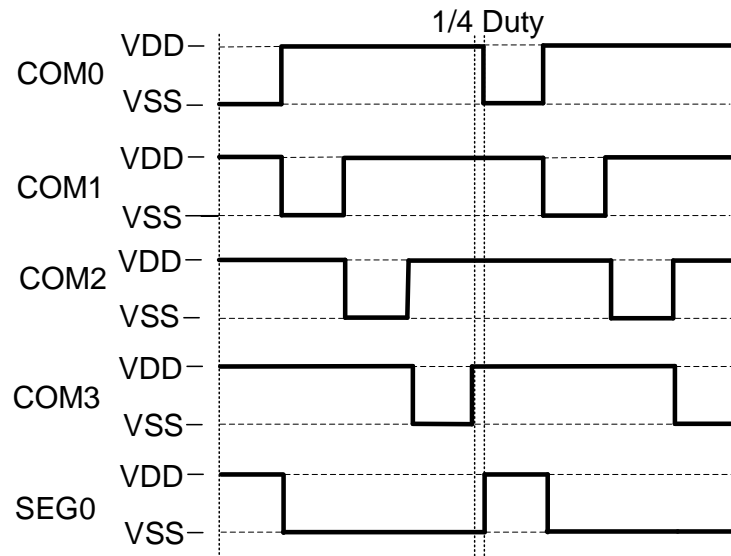 1/4 Duty
VDD
COM0
VSS
VDD
COM1
VSS
VDD
COM2
VSS
VDD
COM3
VSS
VDD
SEG0
VSS